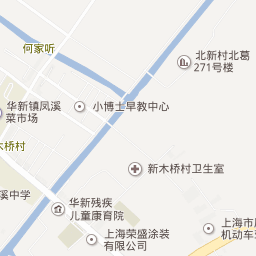 何家听
北新村北葛
271号楼
华新镇凤溪
菜市场
小博士早教中心
木桥村
新木桥村卫生室
溪中学
华新残疾
儿童康育院
上海荣盛涂装
有限公司
上海市
机动车